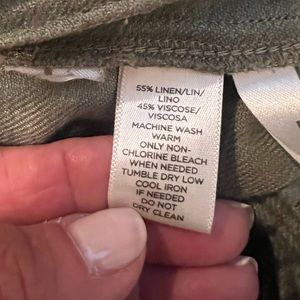 55% LINEN/LIN/
LINO
45% VISCOSE/
VISCOSA
MACHINE WASH
WARM
ONLY NON-
CHLORINE BLEACH
WHEN NEEDED
TUMBLE DRY LOW
COOL IRON
IF NEEDED
DO NOT
DRY CLEAN